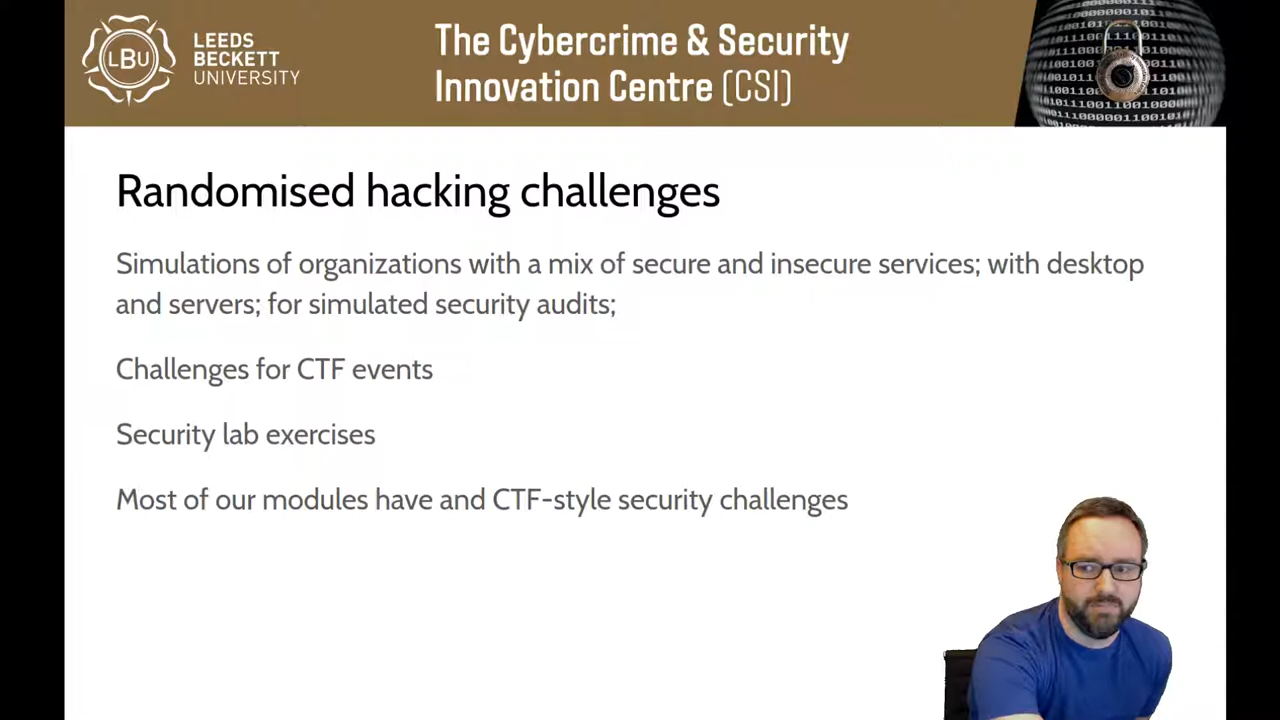 LBU
LEEDS
BECKETT
UNIVERSITY
The Cybercrime & Security
Innovation Centre (CSI)
Randomised hacking challenges
Simulations of organizations with a mix of secure and insecure services; with desktop
and servers; for simulated security audits;
Challenges for CTF events
Security lab exercises
Most of our modules have and CTF-style security challenges